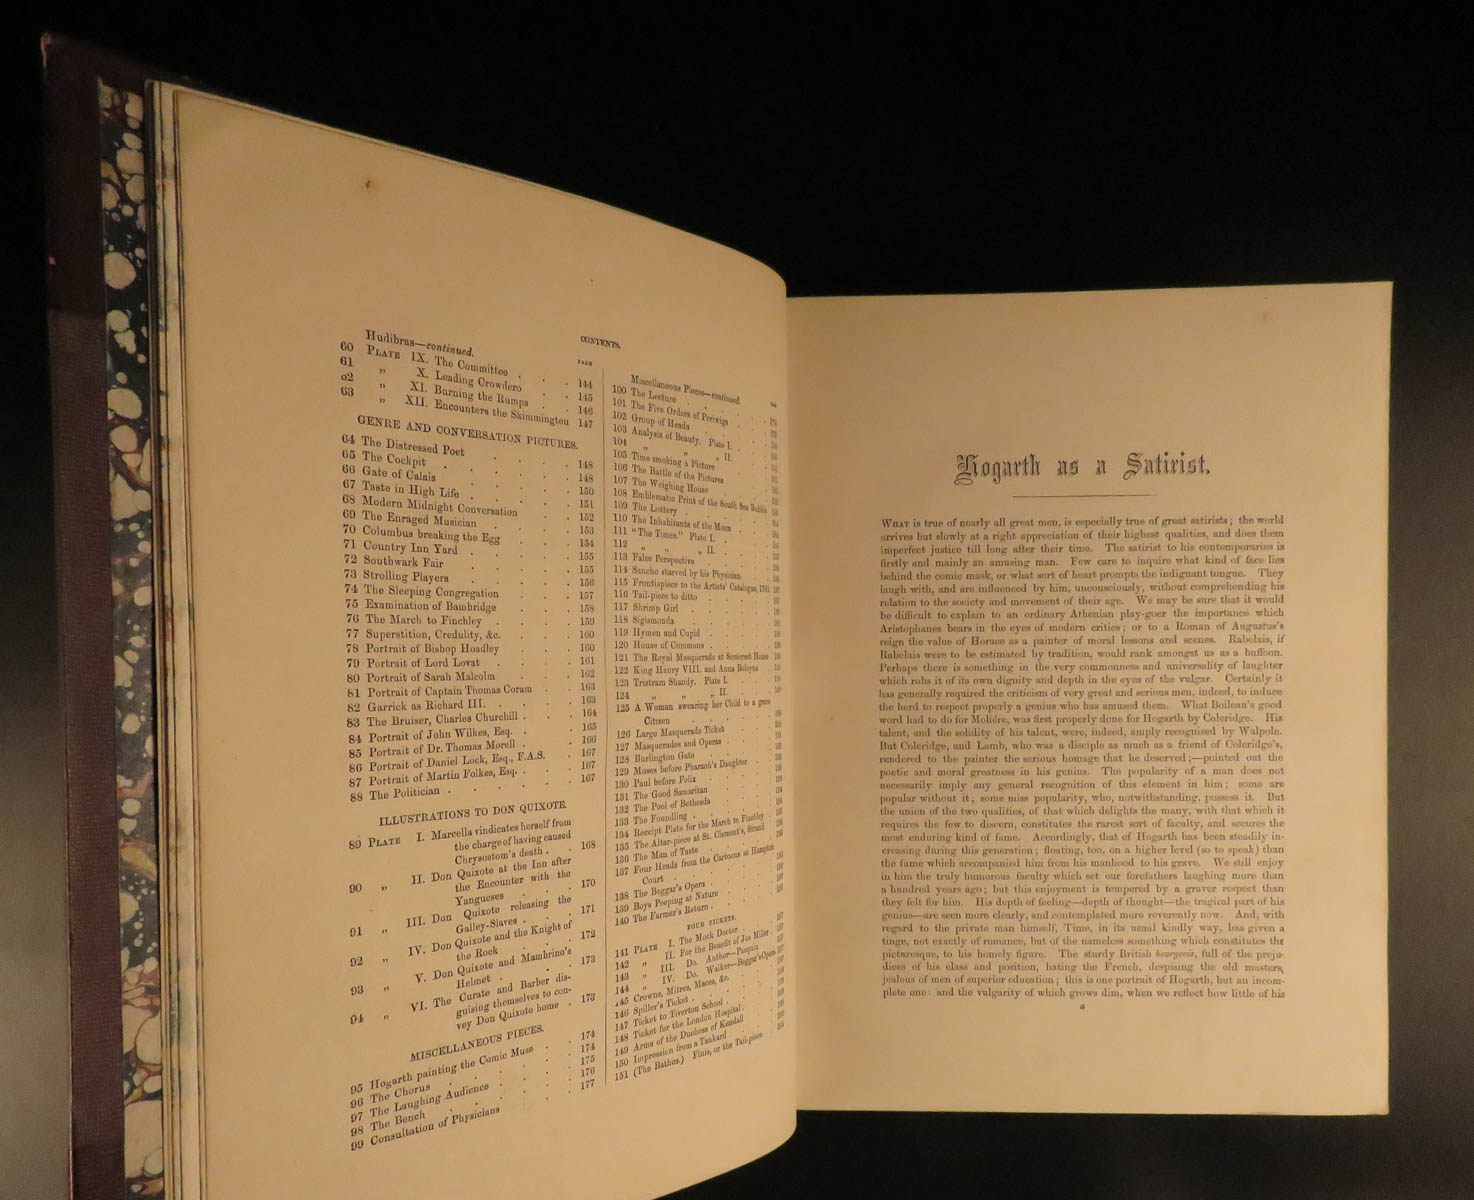 CONTENTS.
PAGE
Hudibras—continued.
60 PLATE IX. The Committee . . . 144
61 „ X. Leading Crowdero . . 145
62 „ XI. Burning the Rumps . . 146
63 „ XII. Encounters the Skimmington 147
GENRE AND CONVERSATION PICTURES.
64 The Distressed Poet . . . . 148
65 The Cockpit . . . . . 148
66 Gate of Calais . . . . . 150
67 Taste in High Life . . . . . 151
68 Modern Midnight Conversation . . 152
69 The Enraged Musician . . . . 153
70 Columbus breaking the Egg . . . 154
71 Country Inn Yard . . . . . 155
72 Southwark Fair . . . . . 155
73 Strolling Players . . . . . 156
74 The Sleeping Congregation . . . 157
75 Examination of Bambridge . . . 158
76 The March to Finchley . . . . 159
77 Superstition, Credulity, &c. . . . 160
78 Portrait of Bishop Hoadley . . . 160
79 Portrait of Lord Lovat . . . . 161
80 Portrait of Sarah Malcolm . . . 162
81 Portrait of Captain Thomas Coram . . 163
82 Garrick as Richard III. . . . . 163
83 The Bruiser, Charles Churchill . . . 164
84 Portrait of John Wilkes, Esq. . . . 165
85 Portrait of Dr. Thomas Morell . . . 166
86 Portrait of Daniel Lock, Esq., F.A.S. . 167
87 Portrait of Martin Folkes, Esq. . . . 167
88 The Politician . . . . . 167
ILLUSTRATIONS TO DON QUIXOTE.
89 PLATE I. Marcella vindicates herself from
the charge of having caused
Chrysostom's death . . 168
90 „ II. Don Quixote at the Inn after
the Encounter with the
Yangueses . . . 170
91 „ III. Don Quixote releasing the
Galley-Slaves . . . 171
92 „ IV. Don Quixote and the Knight of
the Rock . . . 172
93 „ V. Don Quixote and Mambrino's
Helmet . . . . 173
94 „ VI. The Curate and Barber dis-
guising themselves to con-
vey Don Quixote home . 173
MISCELLANEOUS PIECES.
95 Hogarth painting the Comic Muse . . 174
96 The Chorus . . . . . 174
97 The Laughing Audience . . . . 175
98 The Bench . . . . . 176
99 Consultation of Physicians . . . 177
Miscellaneous Pieces—continued.
100 The Lecture
101 The Five Orders of Periwigs
102 Group of Heads
103 Analysis of Beauty. Plate I.
104 „ „ „ II.
105 Time smoking a Picture
106 The Battle of the Pictures
107 The Weighing House
108 Emblematic Print of the South Sea Bubble
109 The Lottery
110 The Inhabitants of the Moon
111 "The Times." Plate I.
112 „ „ „ II.
113 False Perspective
114 Sancho starved by his Physician.
115 Frontispiece to the Artists' Catalogue, 1761
116 Tail-piece to ditto
117 Shrimp Girl
118 Sigismonda
119 Hymen and Cupid
120 House of Commons
121 The Royal Masquerade at Somerset House
122 King Henry VIII. and Anna Boleyne
123 Tristram Shandy. Plate I.
124 „ „ „ II.
125 A Woman swearing her Child to a grave
Citizen
126 Large Masquerade Ticket
127 Masquerades and Operas
128 Burlington Gate
129 Moses before Pharaoh's Daughter
130 Paul before Felix
131 The Good Samaritan
132 The Pool of Bethesda
133 The Foundling
134 Receipt Plate for the March to Finchley
135 The Altar-piece at St. Clement's, Strand
136 The Man of Taste
137 Four Heads from the Cartoons at Hampton
Court
138 The Beggar's Opera
139 Boys Peeping at Nature
140 The Farmer's Return
FOUR TICKETS.
141 PLATE I. The Mock Doctor
142 „ II. For the Benefit of Joe Miller
143 „ III. Do. Author—Pasquin
144 „ IV. Do. Walker—Beggar's Opera
145 Crowns, Mitres, Maces, &c.
146 Spiller's Ticket
147 Ticket to Tiverton School
148 Ticket for the London Hospital
149 Arms of the Duchess of Kendall
150 Impression from a Tankard
151 (The Bathos.) Finis, or the Tail-piece
Hogarth as a Satirist.
WHAT is true of nearly all great men, is especially true of great satirists; the world
arrives but slowly at a right appreciation of their highest qualities, and does them
imperfect justice till long after their time. The satirist to his contemporaries is
firstly and mainly an amusing man. Few care to inquire what kind of face lies
behind the comic mask, or what sort of heart prompts the indignant tongue. They
laugh with, and are influenced by him, unconsciously, without comprehending his
relation to the society and movement of their age. We may be sure that it would
be difficult to explain to an ordinary Athenian play-goer the importance which
Aristophanes bears in the eyes of modern critics; or to a Roman of Augustus's
reign the value of Horace as a painter of moral lessons and scenes. Rabelais, if
Rabelais were to be estimated by tradition, would rank amongst us as a buffoon.
Perhaps there is something in the very commonness and universality of laughter
which robs it of its own dignity and depth in the eyes of the vulgar. Certainly it
has generally required the criticism of very great and serious men, indeed, to induce
the herd to respect properly a genius who has amused them. What Boileau's good
word had to do for Molière, was first properly done for Hogarth by Coleridge. His
talent, and the solidity of his talent, were, indeed, amply recognised by Walpole.
But Coleridge, and Lamb, who was a disciple as much as a friend of Coleridge's,
rendered to the painter the serious homage that he deserved;—pointed out the
poetic and moral greatness in his genius. The popularity of a man does not
necessarily imply any general recognition of this element in him; some are
popular without it; some miss popularity, who, notwithstanding, possess it. But
the union of the two qualities, of that which delights the many, with that which it
requires the few to discern, constitutes the rarest sort of faculty, and secures the
most enduring kind of fame. Accordingly, that of Hogarth has been steadily in-
creasing during this generation; floating, too, on a higher level (so to speak) than
the fame which accompanied him from his manhood to his grave. We still enjoy
in him the truly humorous faculty which set our forefathers laughing more than
a hundred years ago; but this enjoyment is tempered by a graver respect than
they felt for him. His depth of feeling—depth of thought—the tragical part of his
genius—are seen more clearly, and contemplated more reverently now. And, with
regard to the private man himself, Time, in its usual kindly way, has given a
tinge, not exactly of romance, but of the nameless something which constitutes the
picturesque, to his homely figure. The sturdy British bourgeois, full of the preju-
dices of his class and position, hating the French, despising the old masters,
jealous of men of superior education; this is one portrait of Hogarth, but an incom-
plete one: and the vulgarity of which grows dim, when we reflect how little of his
a